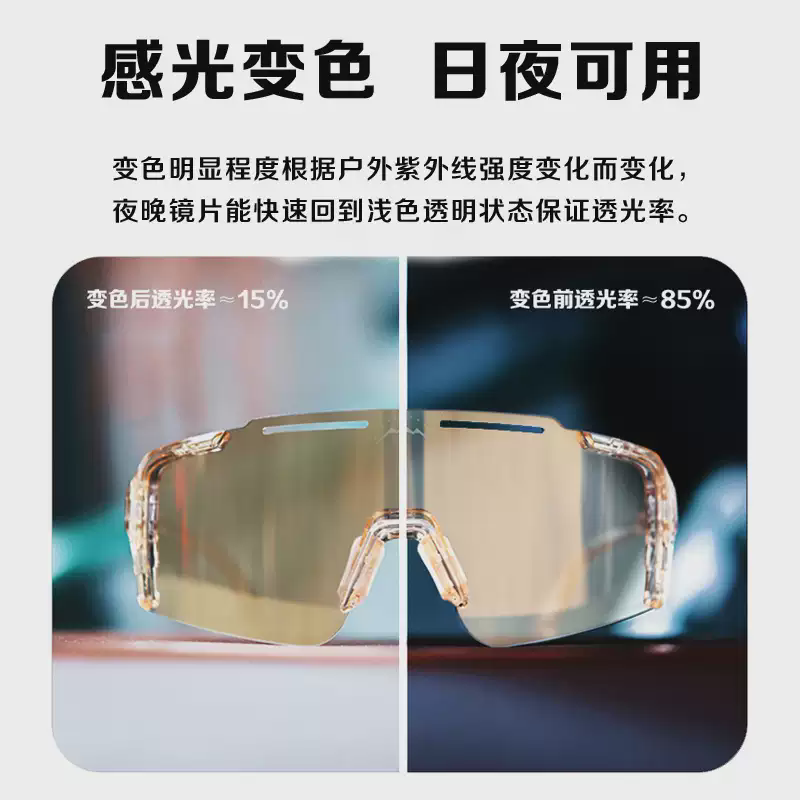 感光变色 日夜可用
变色明显程度根据户外紫外线强度变化而变化，
夜晚镜片能快速回到浅色透明状态保证透光率。
变色后透光率≈15%
变色前透光率≈85%